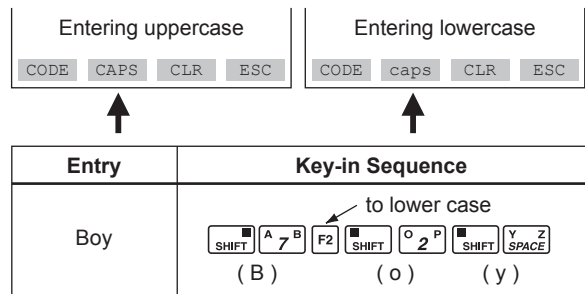 Entering uppercase
CODE CAPS CLR ESC
Entering lowercase
CODE caps CLR ESC
Entry Key-in Sequence
to lower case
Boy
SHIFT A 7 B F2 SHIFT O 2 P SHIFT Y Z SPACE
( B ) ( o ) ( y )